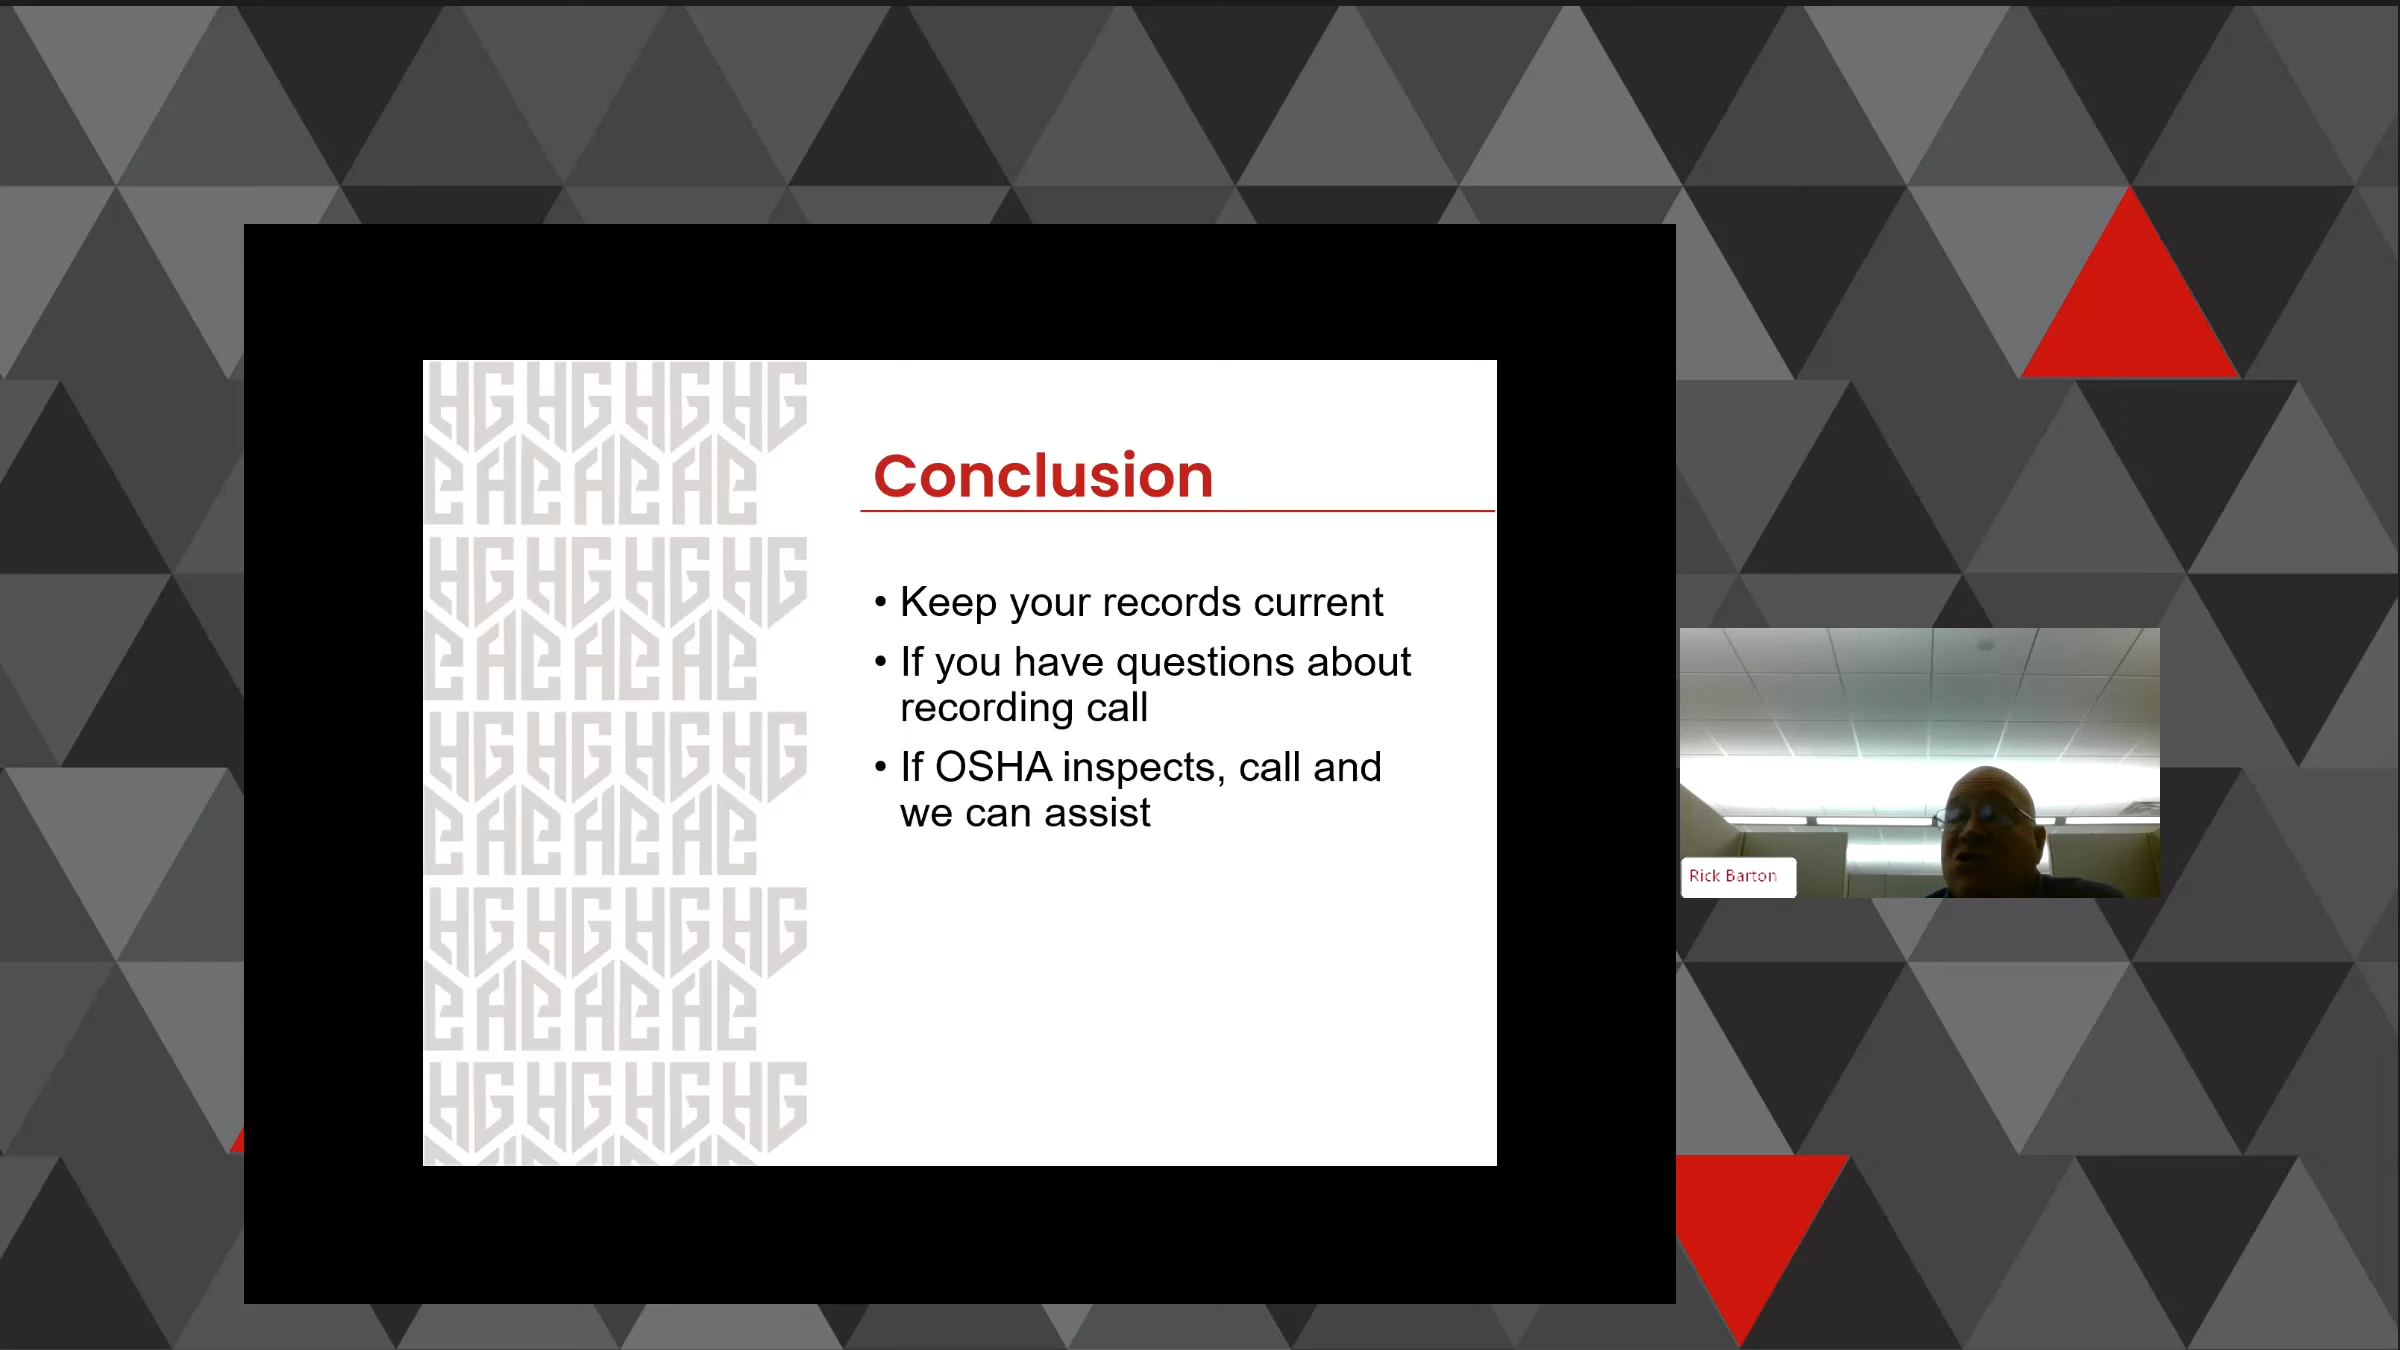 Conclusion
• Keep your records current
• If you have questions about
recording call
• If OSHA inspects, call and
we can assist
Rick Barton